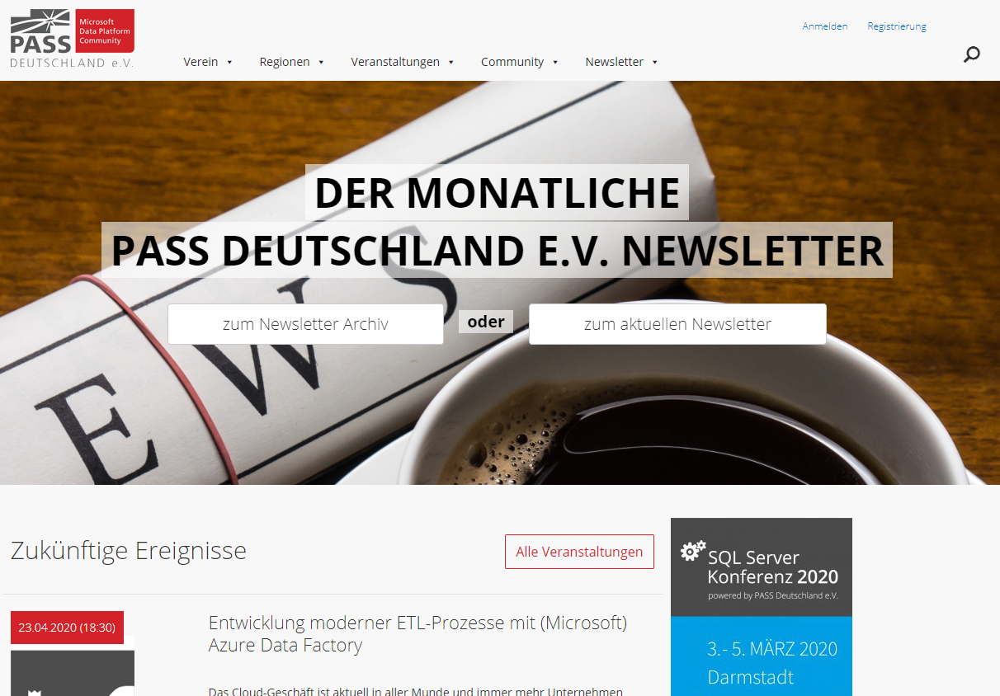 PASS
Microsoft
Data Platform
Community
DEUTSCHLAND e.V.
Anmelden Registrierung
Verein Regionen Veranstaltungen Community Newsletter
DER MONATLICHE
PASS DEUTSCHLAND E.V. NEWSLETTER
zum Newsletter Archiv oder zum aktuellen Newsletter
E W S
Zukünftige Ereignisse
Alle Veranstaltungen
SQL Server
Konferenz 2020
powered by PASS Deutschland e.V.
3.- 5. MÄRZ 2020
Darmstadt
23.04.2020 (18:30)
Entwicklung moderner ETL-Prozesse mit (Microsoft)
Azure Data Factory
Das Cloud-Geschäft ist aktuell in aller Munde und immer mehr Unternehmen